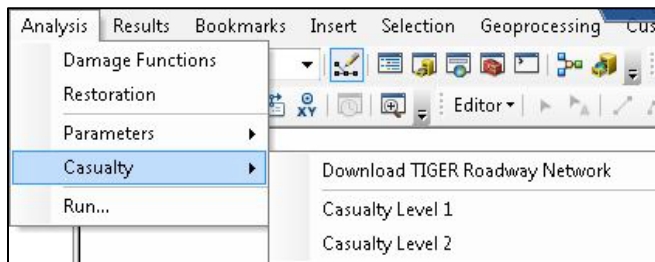 Analysis Results Bookmarks Insert Selection Geoprocessing Cus
Damage Functions
Restoration
XY Editor
Parameters
Casualty
Download TIGER Roadway Network
Run...
Casualty Level 1
Casualty Level 2